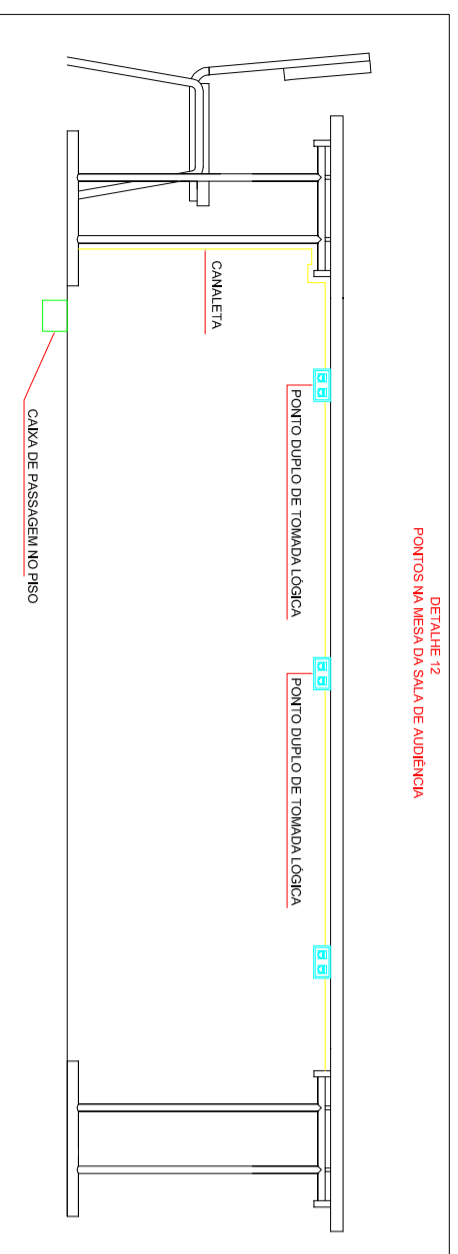 DETALHE 12
PONTOS NA MESA DA SALA DE AUDIÊNCIA
PONTO DUPLO DE TOMADA LÓGICA
PONTO DUPLO DE TOMADA LÓGICA
CANALETA
CAIXA DE PASSAGEM NO PISO